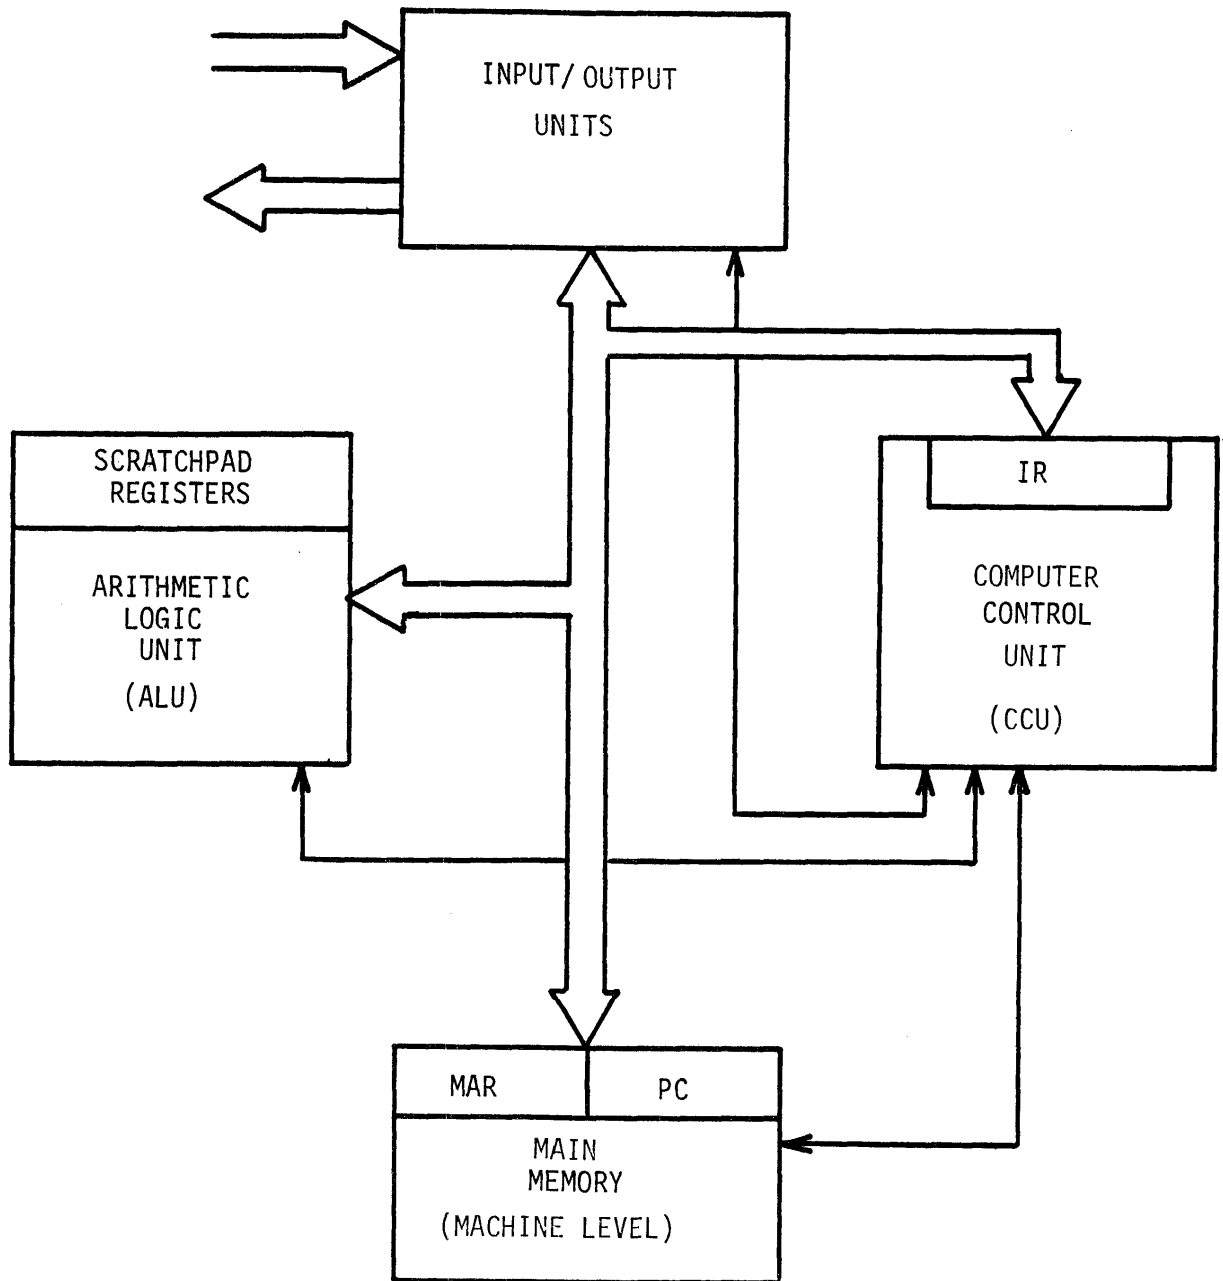 INPUT/OUTPUT
UNITS
SCRATCHPAD
REGISTERS
ARITHMETIC
LOGIC
UNIT
(ALU)
IR
COMPUTER
CONTROL
UNIT
(CCU)
MAR
PC
MAIN
MEMORY
(MACHINE LEVEL)